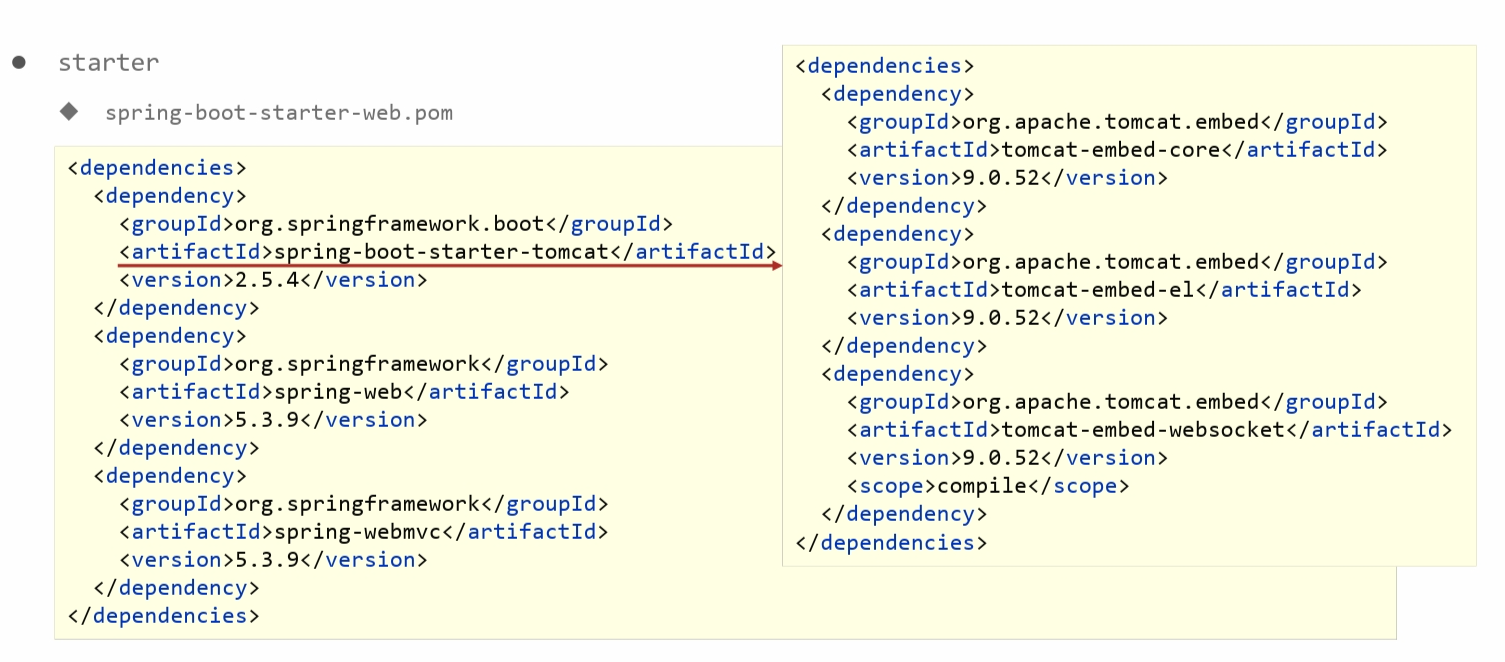 starter
spring-boot-starter-web.pom
<dependencies>
<dependency>
<groupId>org.springframework.boot</groupId>
<artifactId>spring-boot-starter-tomcat</artifactId>
<version>2.5.4</version>
</dependency>
<dependency>
<groupId>org.springframework</groupId>
<artifactId>spring-web</artifactId>
<version>5.3.9</version>
</dependency>
<dependency>
<groupId>org.springframework</groupId>
<artifactId>spring-webmvc</artifactId>
<version>5.3.9</version>
</dependency>
</dependencies>
<dependencies>
<dependency>
<groupId>org.apache.tomcat.embed</groupId>
<artifactId>tomcat-embed-core</artifactId>
<version>9.0.52</version>
</dependency>
<dependency>
<groupId>org.apache.tomcat.embed</groupId>
<artifactId>tomcat-embed-el</artifactId>
<version>9.0.52</version>
</dependency>
<dependency>
<groupId>org.apache.tomcat.embed</groupId>
<artifactId>tomcat-embed-websocket</artifactId>
<version>9.0.52</version>
<scope>compile</scope>
</dependency>
</dependencies>